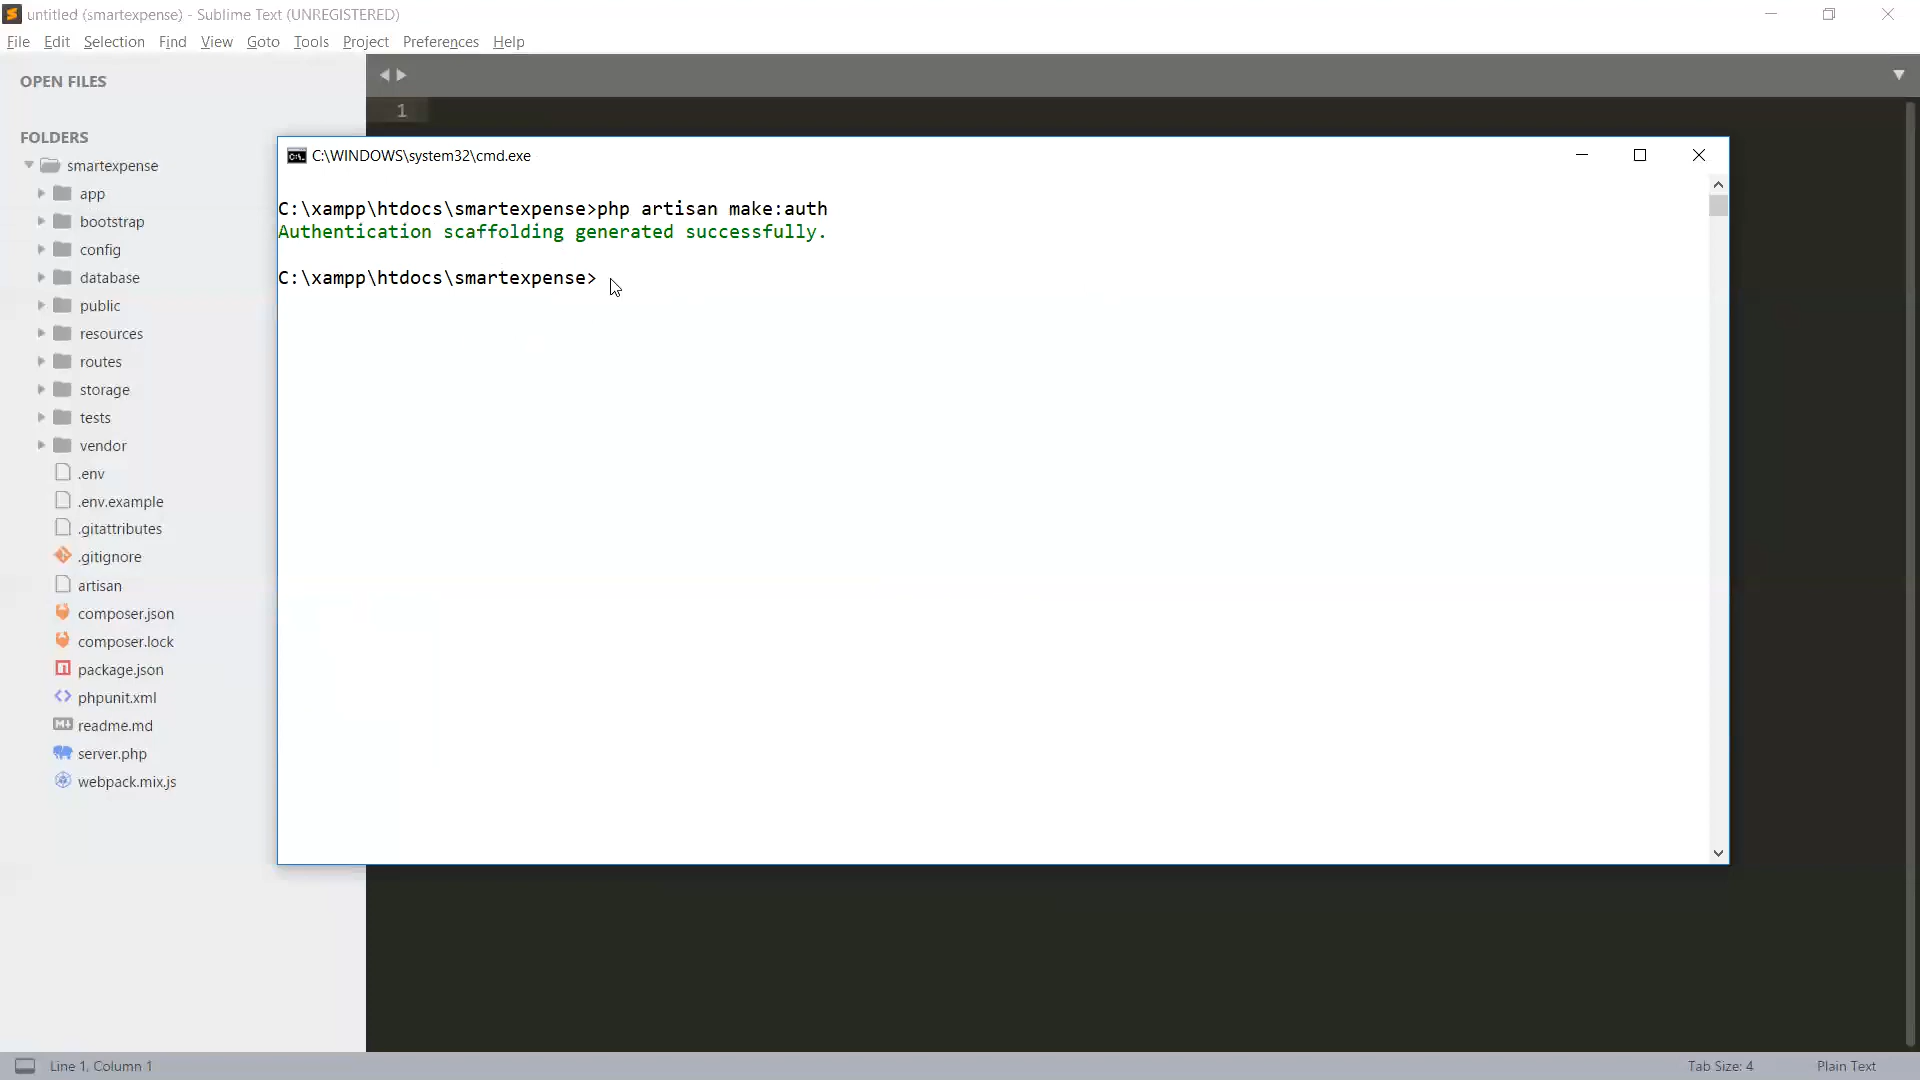 untitled (smartexpense) - Sublime Text (UNREGISTERED)
File Edit Selection Find View Goto Tools Project Preferences Help
OPEN FILES
1
FOLDERS
smartexpense
app
bootstrap
config
database
public
resources
routes
storage
tests
vendor
.env
.env.example
.gitattributes
.gitignore
artisan
composer.json
composer.lock
package.json
phpunit.xml
readme.md
server.php
webpack.mix.js
C:\WINDOWS\system32\cmd.exe
C:\xampp\htdocs\smartexpense>php artisan make:auth
Authentication scaffolding generated successfully.
C:\xampp\htdocs\smartexpense>
Line 1, Column 1
Tab Size: 4
Plain Text